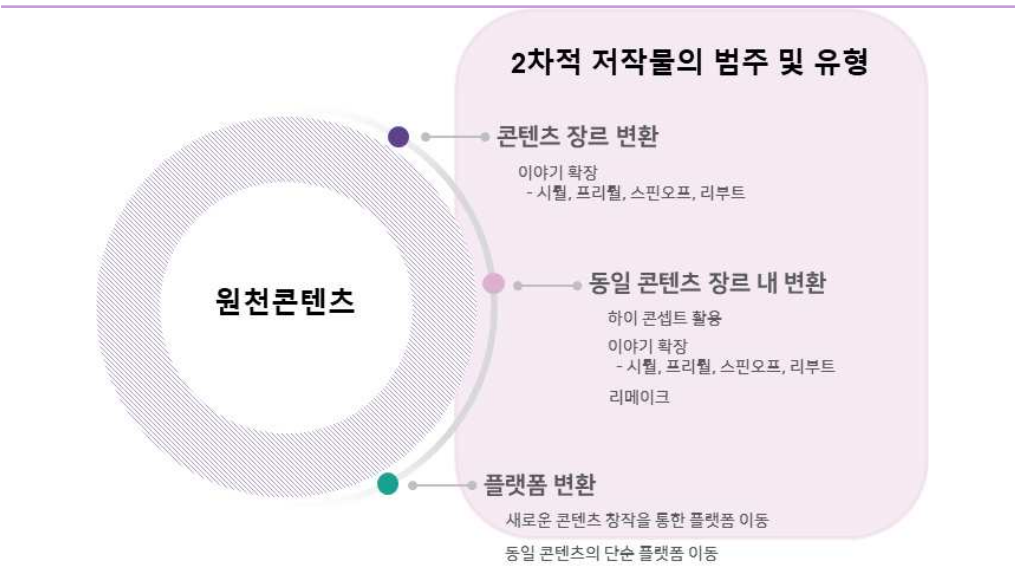 2차적 저작물의 범주 및 유형
콘텐츠 장르 변환
이야기 확장
- 시퀄, 프리퀄, 스핀오프, 리부트
원천콘텐츠
동일 콘텐츠 장르 내 변환
하이 콘셉트 활용
이야기 확장
- 시퀄, 프리퀄, 스핀오프, 리부트
리메이크
플랫폼 변환
새로운 콘텐츠 창작을 통한 플랫폼 이동
동일 콘텐츠의 단순 플랫폼 이동